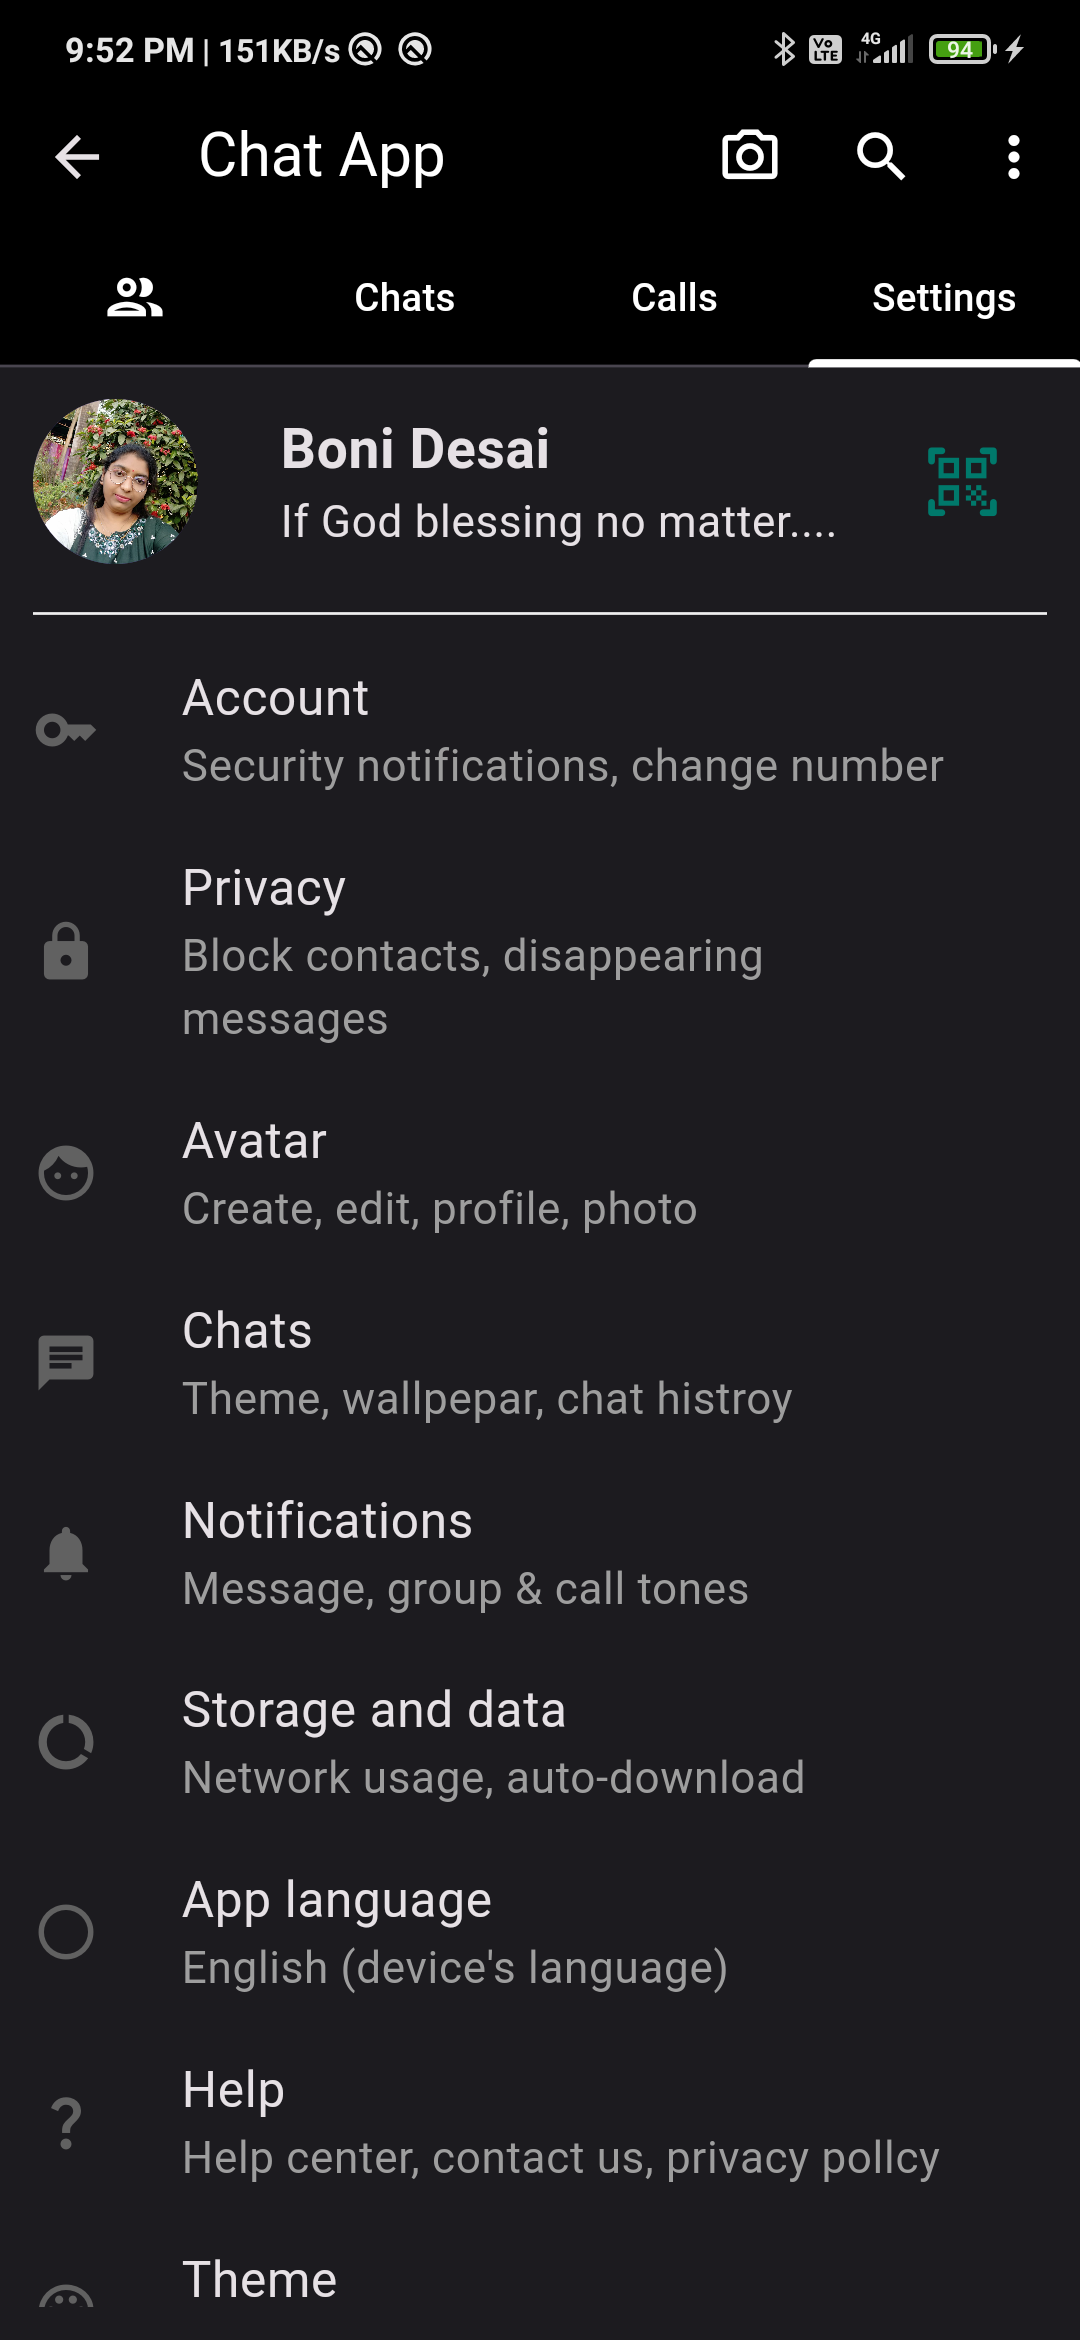 9:52 PM | 151KB/s
Vo LTE 4G 94
Chat App
Chats Calls Settings
Boni Desai
If God blessing no matter....
Account
Security notifications, change number
Privacy
Block contacts, disappearing
messages
Avatar
Create, edit, profile, photo
Chats
Theme, wallpepar, chat histroy
Notifications
Message, group & call tones
Storage and data
Network usage, auto-download
App language
English (device's language)
Help
Help center, contact us, privacy pollcy
Theme